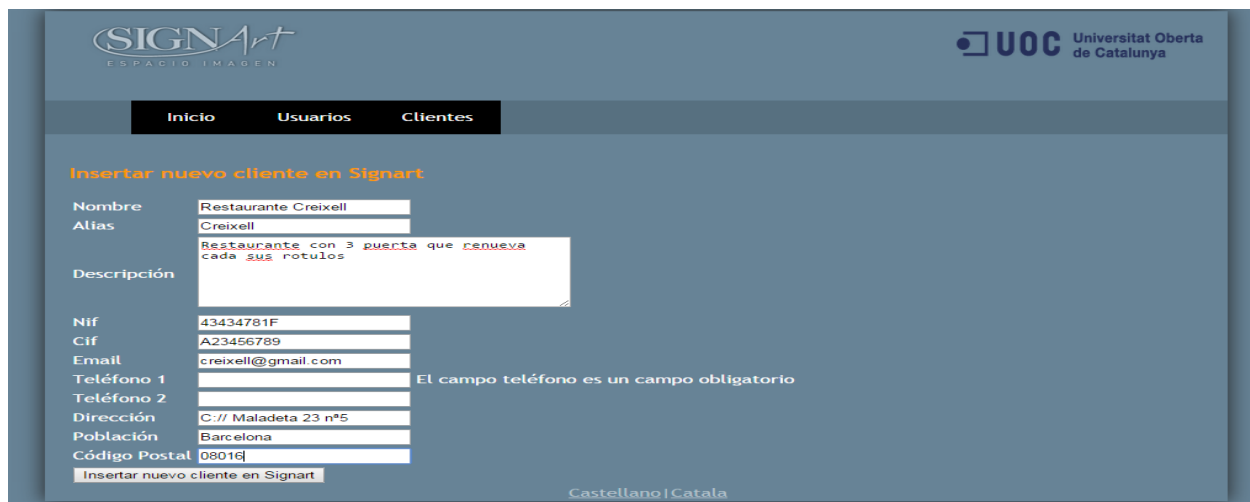 SIGNArt
ESPACIO IMAGEN
UOC Universitat Oberta
de Catalunya
Inicio Usuarios Clientes
Insertar nuevo cliente en Signart
Nombre Restaurante Creixell
Alias Creixell
Descripción Restaurante con 3 puerta que renueva
cada sus rotulos
Nif 43434781F
Cif A23456789
Email creixell@gmail.com
Teléfono 1 El campo teléfono es un campo obligatorio
Teléfono 2
Dirección C:// Maladeta 23 nª5
Población Barcelona
Código Postal 08016
Insertar nuevo cliente en Signart
Castellano | Catala